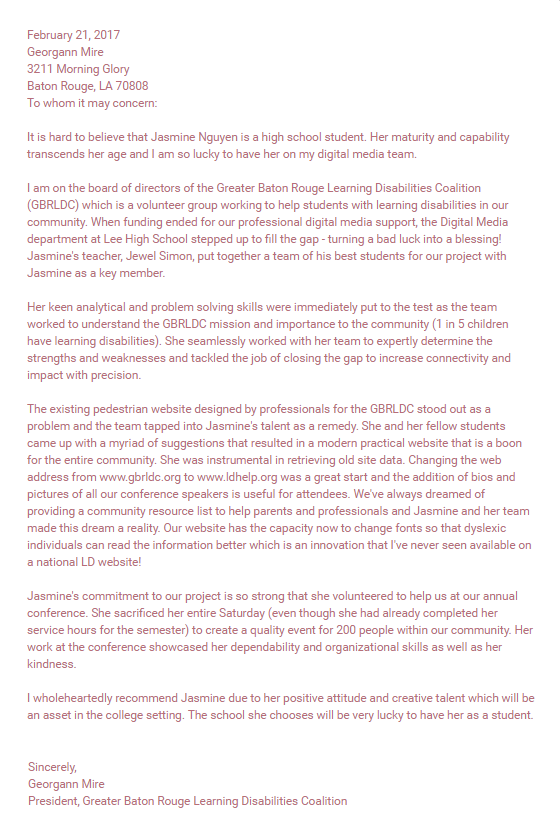 February 21, 2017
Georgann Mire
3211 Morning Glory
Baton Rouge, LA 70808
To whom it may concern:
It is hard to believe that Jasmine Nguyen is a high school student. Her maturity and capability
transcends her age and I am so lucky to have her on my digital media team.
I am on the board of directors of the Greater Baton Rouge Learning Disabilities Coalition
(GBRLDC) which is a volunteer group working to help students with learning disabilities in our
community. When funding ended for our professional digital media support, the Digital Media
department at Lee High School stepped up to fill the gap - turning a bad luck into a blessing!
Jasmine's teacher, Jewel Simon, put together a team of his best students for our project with
Jasmine as a key member.
Her keen analytical and problem solving skills were immediately put to the test as the team
worked to understand the GBRLDC mission and importance to the community (1 in 5 children
have learning disabilities). She seamlessly worked with her team to expertly determine the
strengths and weaknesses and tackled the job of closing the gap to increase connectivity and
impact with precision.
The existing pedestrian website designed by professionals for the GBRLDC stood out as a
problem and the team tapped into Jasmine's talent as a remedy. She and her fellow students
came up with a myriad of suggestions that resulted in a modern practical website that is a boon
for the entire community. She was instrumental in retrieving old site data. Changing the web
address from www.gbrldc.org to www.ldhelp.org was a great start and the addition of bios and
pictures of all our conference speakers is useful for attendees. We've always dreamed of
providing a community resource list to help parents and professionals and Jasmine and her team
made this dream a reality. Our website has the capacity now to change fonts so that dyslexic
individuals can read the information better which is an innovation that I've never seen available on
a national LD website!
Jasmine's commitment to our project is so strong that she volunteered to help us at our annual
conference. She sacrificed her entire Saturday (even though she had already completed her
service hours for the semester) to create a quality event for 200 people within our community. Her
work at the conference showcased her dependability and organizational skills as well as her
kindness.
I wholeheartedly recommend Jasmine due to her positive attitude and creative talent which will be
an asset in the college setting. The school she chooses will be very lucky to have her as a student.
Sincerely,
Georgann Mire
President, Greater Baton Rouge Learning Disabilities Coalition